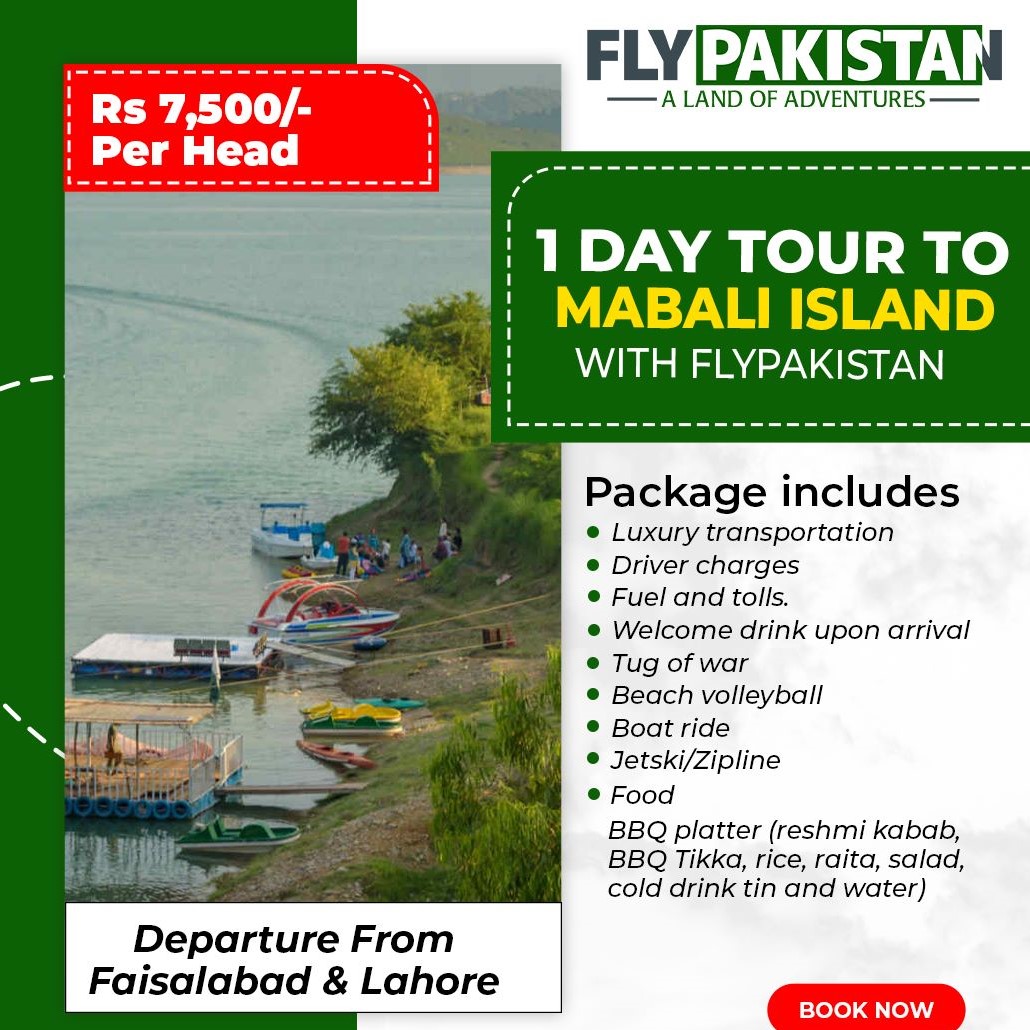 FLYPAKISTAN
A LAND OF ADVENTURES
Rs 7,500/-
Per Head
1 DAY TOUR TO
MABALI ISLAND
WITH FLYPAKISTAN
Package includes
Luxury transportation
Driver charges
Fuel and tolls.
Welcome drink upon arrival
Tug of war
Beach volleyball
Boat ride
Jetski/Zipline
Food
BBQ platter (reshmi kabab,
BBQ Tikka, rice, raita, salad,
cold drink tin and water)
Departure From
Faisalabad & Lahore
BOOK NOW